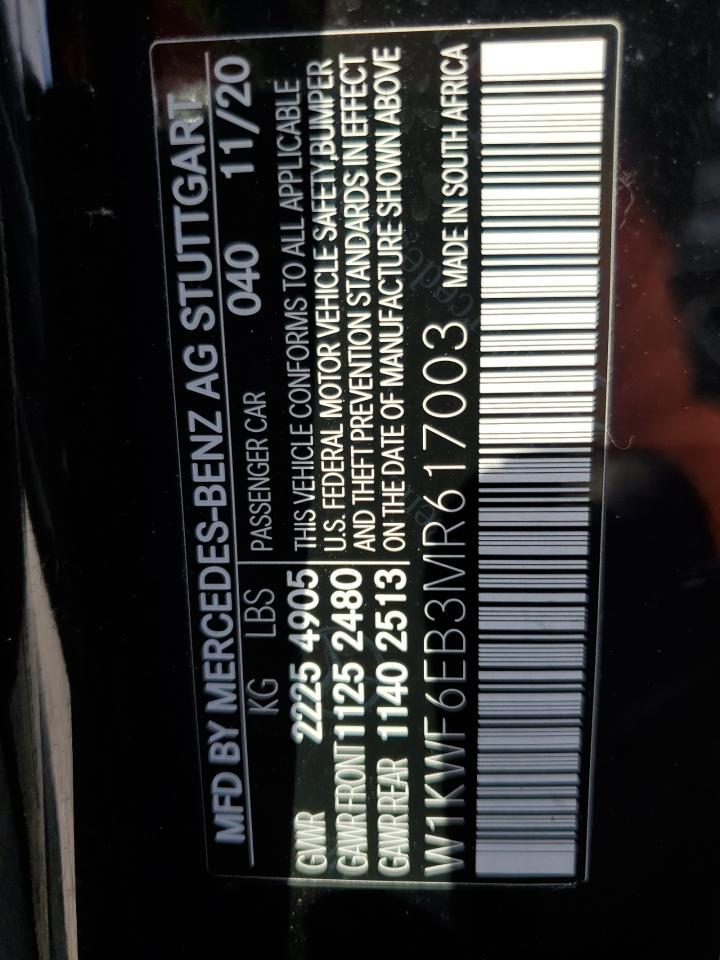 MFD BY MERCEDES-BENZ AG STUTTGART
040 11/20
KG LBS PASSENGER CAR
GVWR 2225 4905 THIS VEHICLE CONFORMS TO ALL APPLICABLE
GAWR FRONT 1125 2480 U.S. FEDERAL MOTOR VEHICLE SAFETY,BUMPER
AND THEFT PREVENTION STANDARDS IN EFFECT
GAWR REAR 1140 2513 ON THE DATE OF MANUFACTURE SHOWN ABOVE
W1KWF6EB3MR617003 MADE IN SOUTH AFRICA